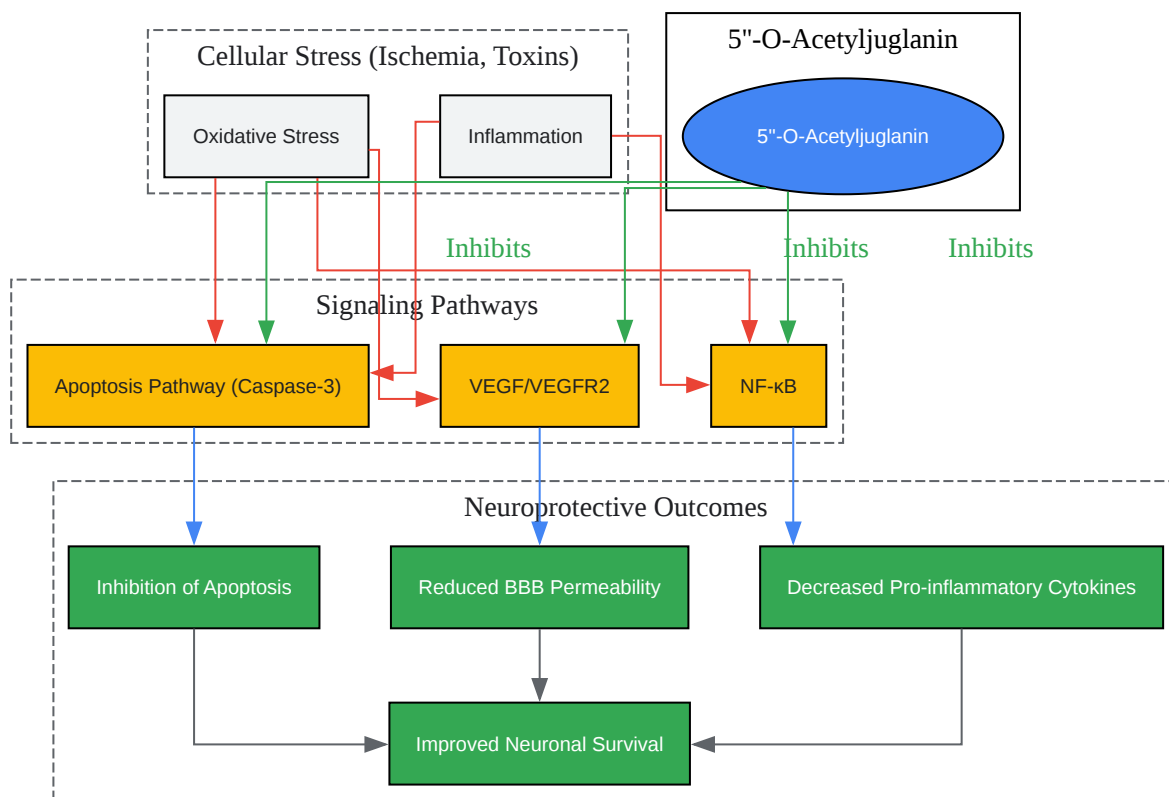 5''-O-Acetyljuglanin
Cellular Stress (Ischemia, Toxins)
Oxidative Stress
Inflammation
5''-O-Acetyljuglanin
Inhibits
Inhibits
Inhibits
Signaling Pathways
Apoptosis Pathway (Caspase-3)
VEGF/VEGFR2
NF-κB
Neuroprotective Outcomes
Inhibition of Apoptosis
Reduced BBB Permeability
Decreased Pro-inflammatory Cytokines
Improved Neuronal Survival